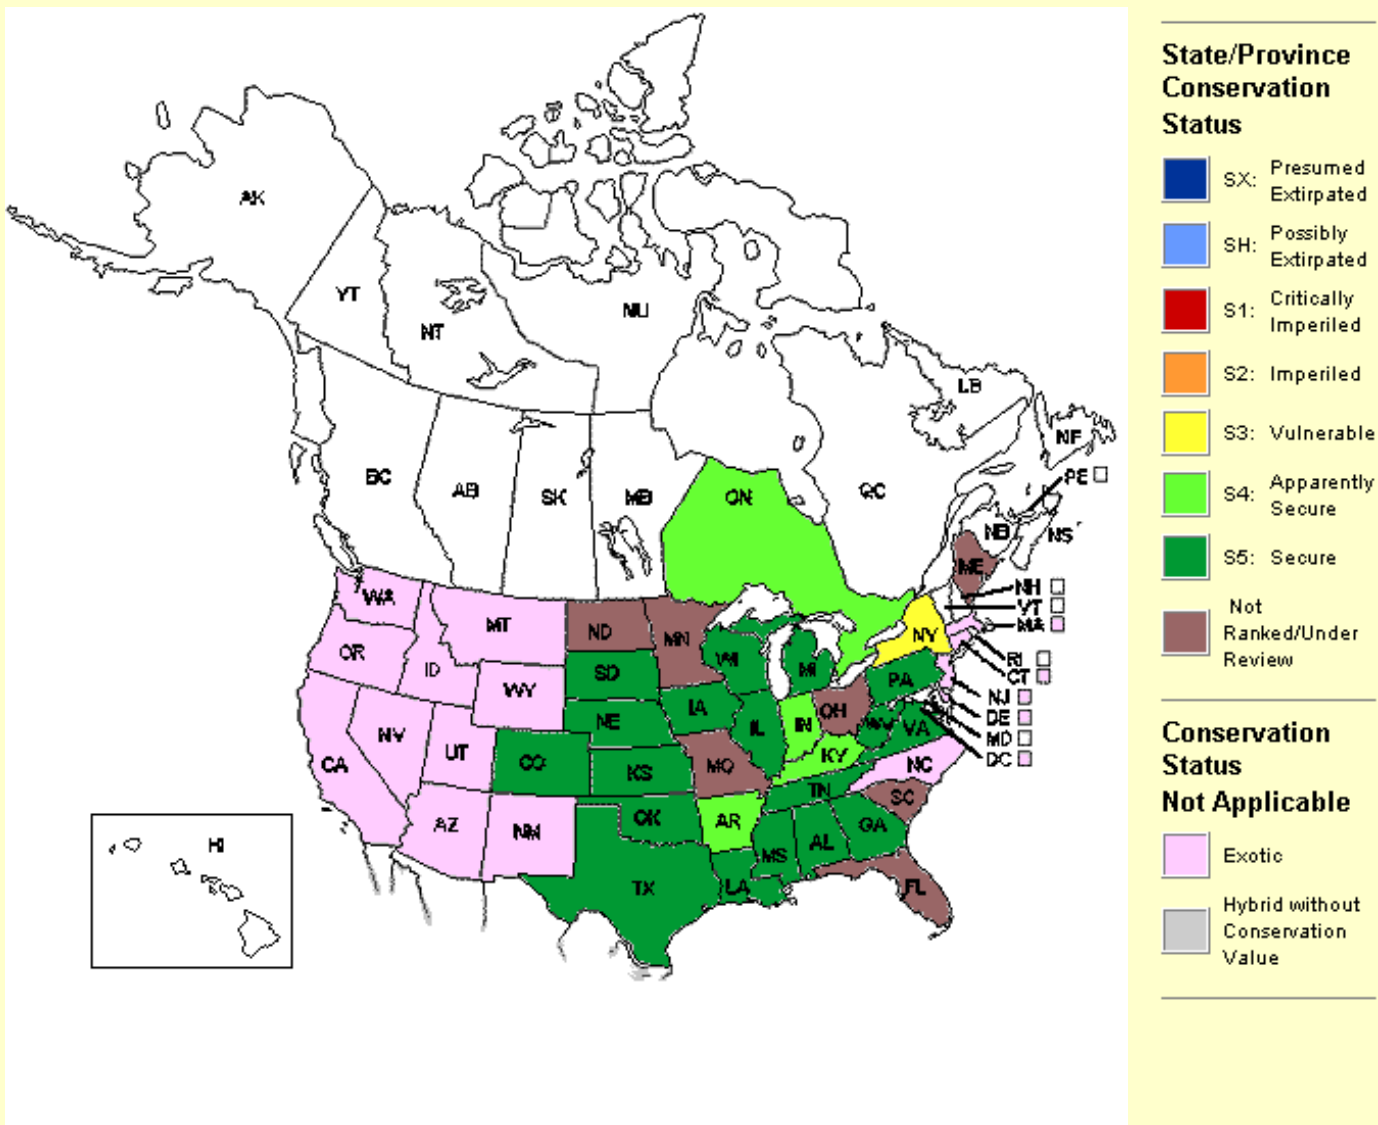 AK
YT
NT
NU
BC
AB
SK
MB
ON
QC
LB
NF
PE
NB
NS
ME
NH
VT
MA
RI
CT
NJ
DE
MD
DC
WA
OR
ID
MT
ND
MN
WY
SD
WI
MI
NY
PA
NV
UT
CA
NE
IA
IL
IN
OH
WV
VA
CO
KS
MO
KY
NC
AZ
NM
OK
AR
TN
SC
TX
LA
MS
AL
GA
FL
HI
State/Province
Conservation
Status
SX: Presumed
Extirpated
SH: Possibly
Extirpated
S1: Critically
Imperiled
S2: Imperiled
S3: Vulnerable
S4: Apparently
Secure
S5: Secure
Not
Ranked/Under
Review
Conservation
Status
Not Applicable
Exotic
Hybrid without
Conservation
Value